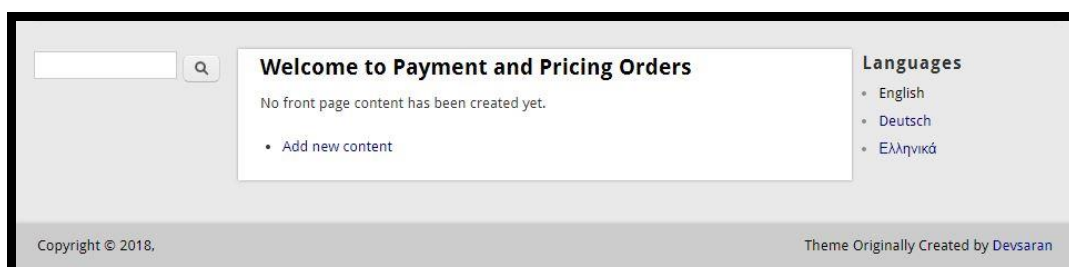 Welcome to Payment and Pricing Orders
No front page content has been created yet.
Add new content
Languages
English
Deutsch
Ελληνικά
Copyright © 2018,
Theme Originally Created by Devsaran